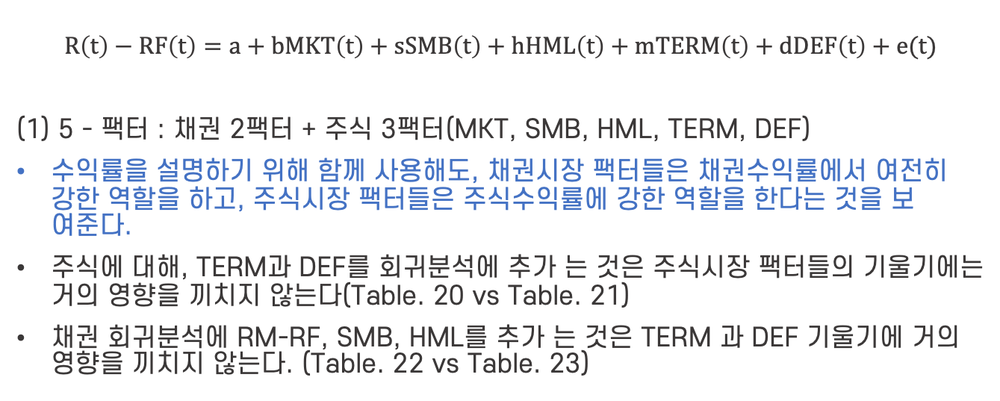 R(t) − RF(t) = a + bMKT(t) + sSMB(t) + hHML(t) + mTERM(t) + dDEF(t) + e(t)
(1) 5 - 팩터 : 채권 2팩터 + 주식 3팩터(MKT, SMB, HML, TERM, DEF)
• 수익률을 설명하기 위해 함께 사용해도, 채권시장 팩터들은 채권수익률에서 여전히
강한 역할을 하고, 주식시장 팩터들은 주식수익률에 강한 역할을 한다는 것을 보
여준다.
• 주식에 대해, TERM과 DEF를 회귀분석에 추가 는 것은 주식시장 팩터들의 기울기에는
거의 영향을 끼치지 않는다(Table. 20 vs Table. 21)
• 채권 회귀분석에 RM-RF, SMB, HML를 추가 는 것은 TERM 과 DEF 기울기에 거의
영향을 끼치지 않는다. (Table. 22 vs Table. 23)